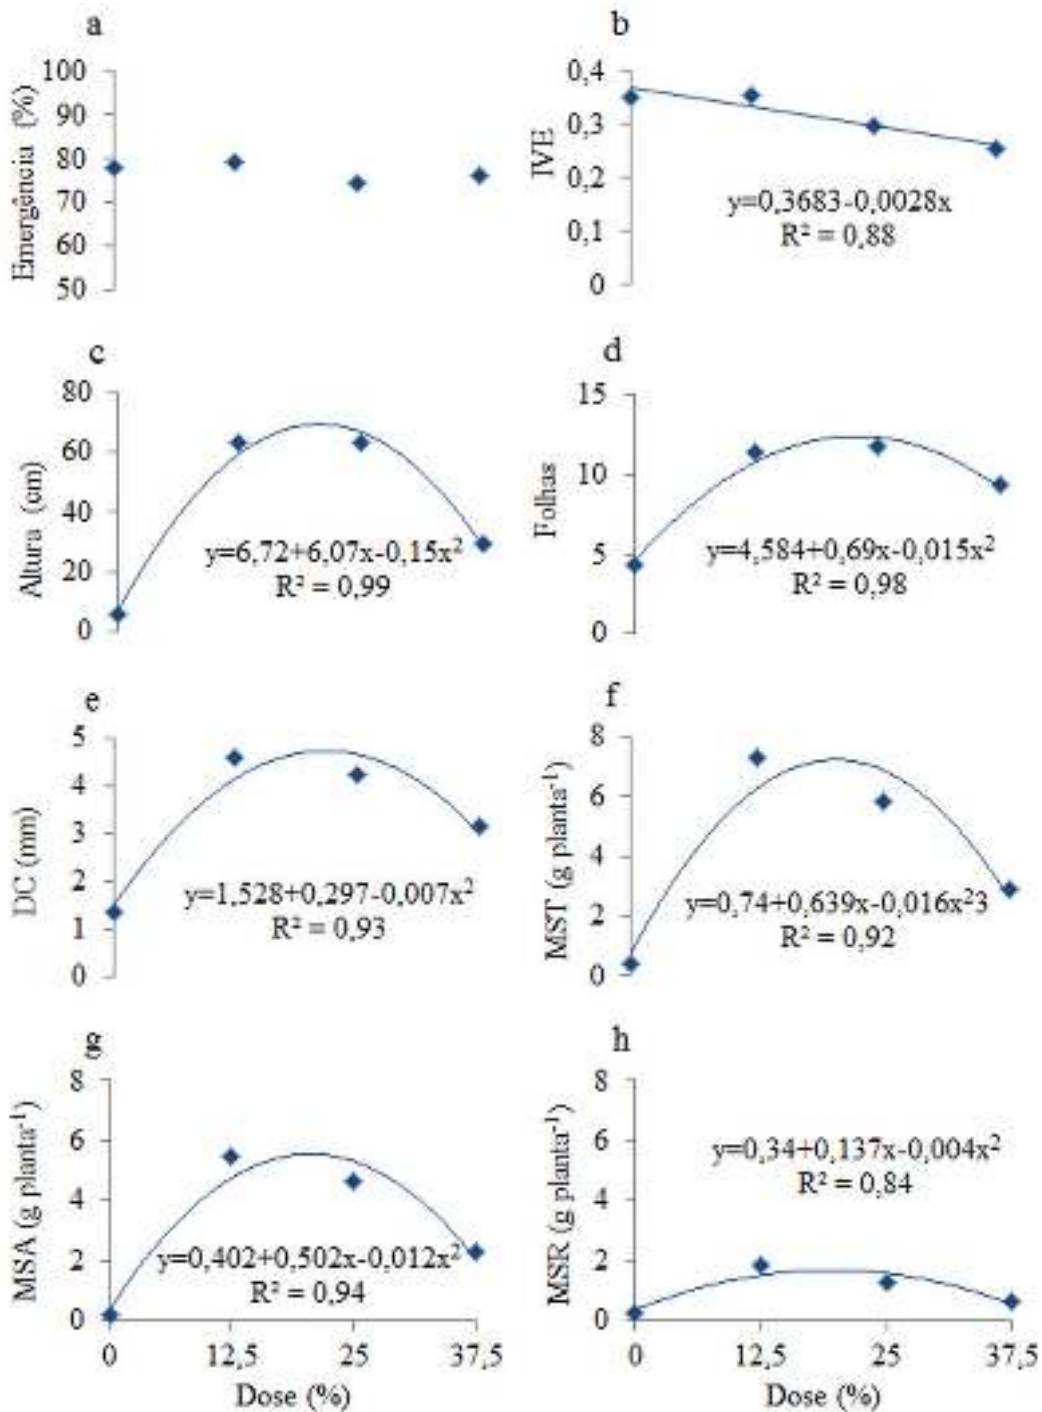 a
100
90
80
70
60
50
Emergência (%)
b
0,4
0,3
0,2
0,1
0
IVE
y=0,3683-0,0028x
R² = 0,88
c
80
60
40
20
0
Altura (cm)
y=6,72+6,07x-0,15x²
R² = 0,99
d
15
10
5
0
Folhas
y=4,584+0,69x-0,015x²
R² = 0,98
e
5
4
3
2
1
0
DC (mm)
y=1,528+0,297-0,007x²
R² = 0,93
f
8
6
4
2
0
MST (g planta⁻¹)
y=0,74+0,639x-0,016x²3
R² = 0,92
g
8
6
4
2
0
MSA (g planta⁻¹)
y=0,402+0,502x-0,012x²
R² = 0,94
0 12,5 25 37,5
Dose (%)
h
8
6
4
2
0
MSR (g planta⁻¹)
y=0,34+0,137x-0,004x²
R² = 0,84
0 12,5 25 37,5
Dose (%)